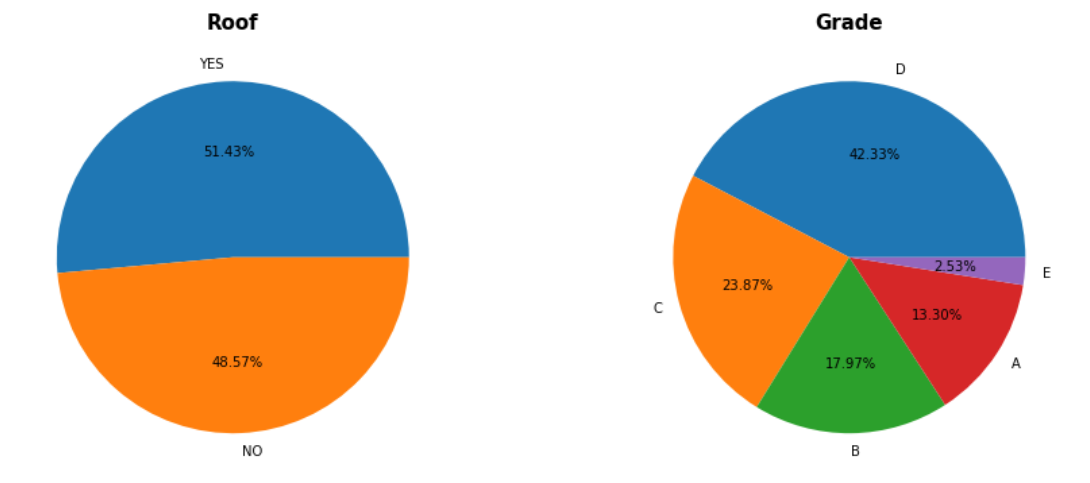 Roof
YES
51.43%
48.57%
NO
Grade
D
42.33%
2.53%
E
23.87%
C
13.30%
17.97%
A
B